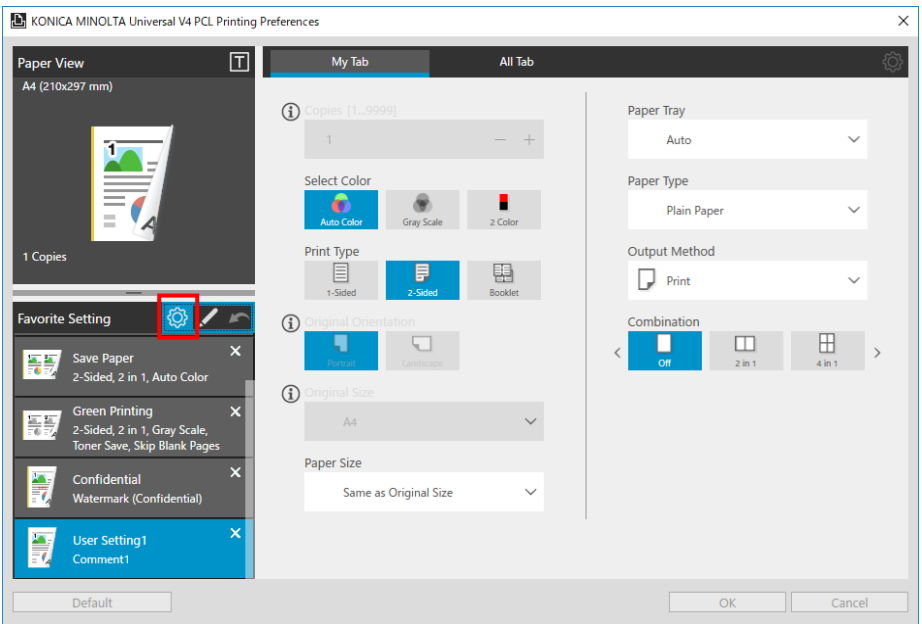 KONICA MINOLTA Universal V4 PCL Printing Preferences
Paper View
T
A4 (210x297 mm)
1
A
1 Copies
Favorite Setting
Save Paper
2-Sided, 2 in 1, Auto Color
Green Printing
2-Sided, 2 in 1, Gray Scale,
Toner Save, Skip Blank Pages
Confidential
Watermark (Confidential)
User Setting1
Comment1
My Tab
All Tab
Copies [1...9999]
1
Select Color
Auto Color
Gray Scale
2 Color
Print Type
1-Sided
2-Sided
Booklet
Original Orientation
Portrait
Landscape
Original Size
A4
Paper Size
Same as Original Size
Paper Tray
Auto
Paper Type
Plain Paper
Output Method
Print
Combination
Off
2 in 1
4 in 1
Default
OK
Cancel